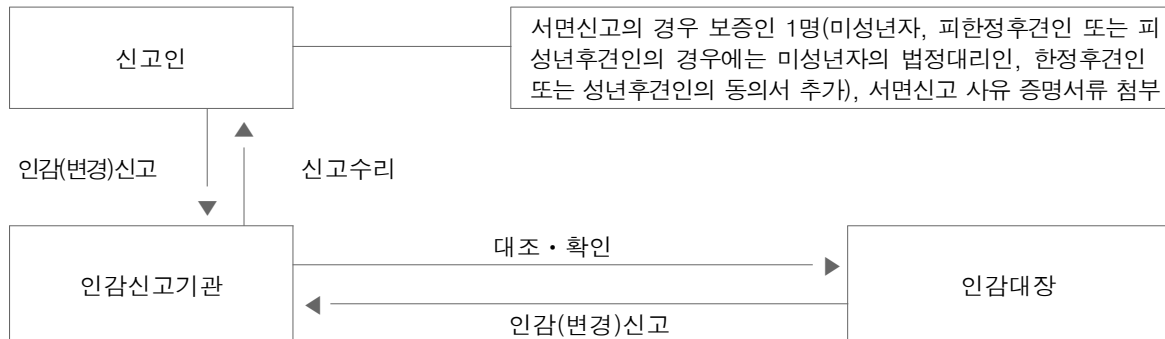 신고인
서면신고의 경우 보증인 1명(미성년자, 피한정후견인 또는 피
성년후견인의 경우에는 미성년자의 법정대리인, 한정후견인
또는 성년후견인의 동의서 추가), 서면신고 사유 증명서류 첨부
인감(변경)신고
신고수리
인감신고기관
대조·확인
인감(변경)신고
인감대장